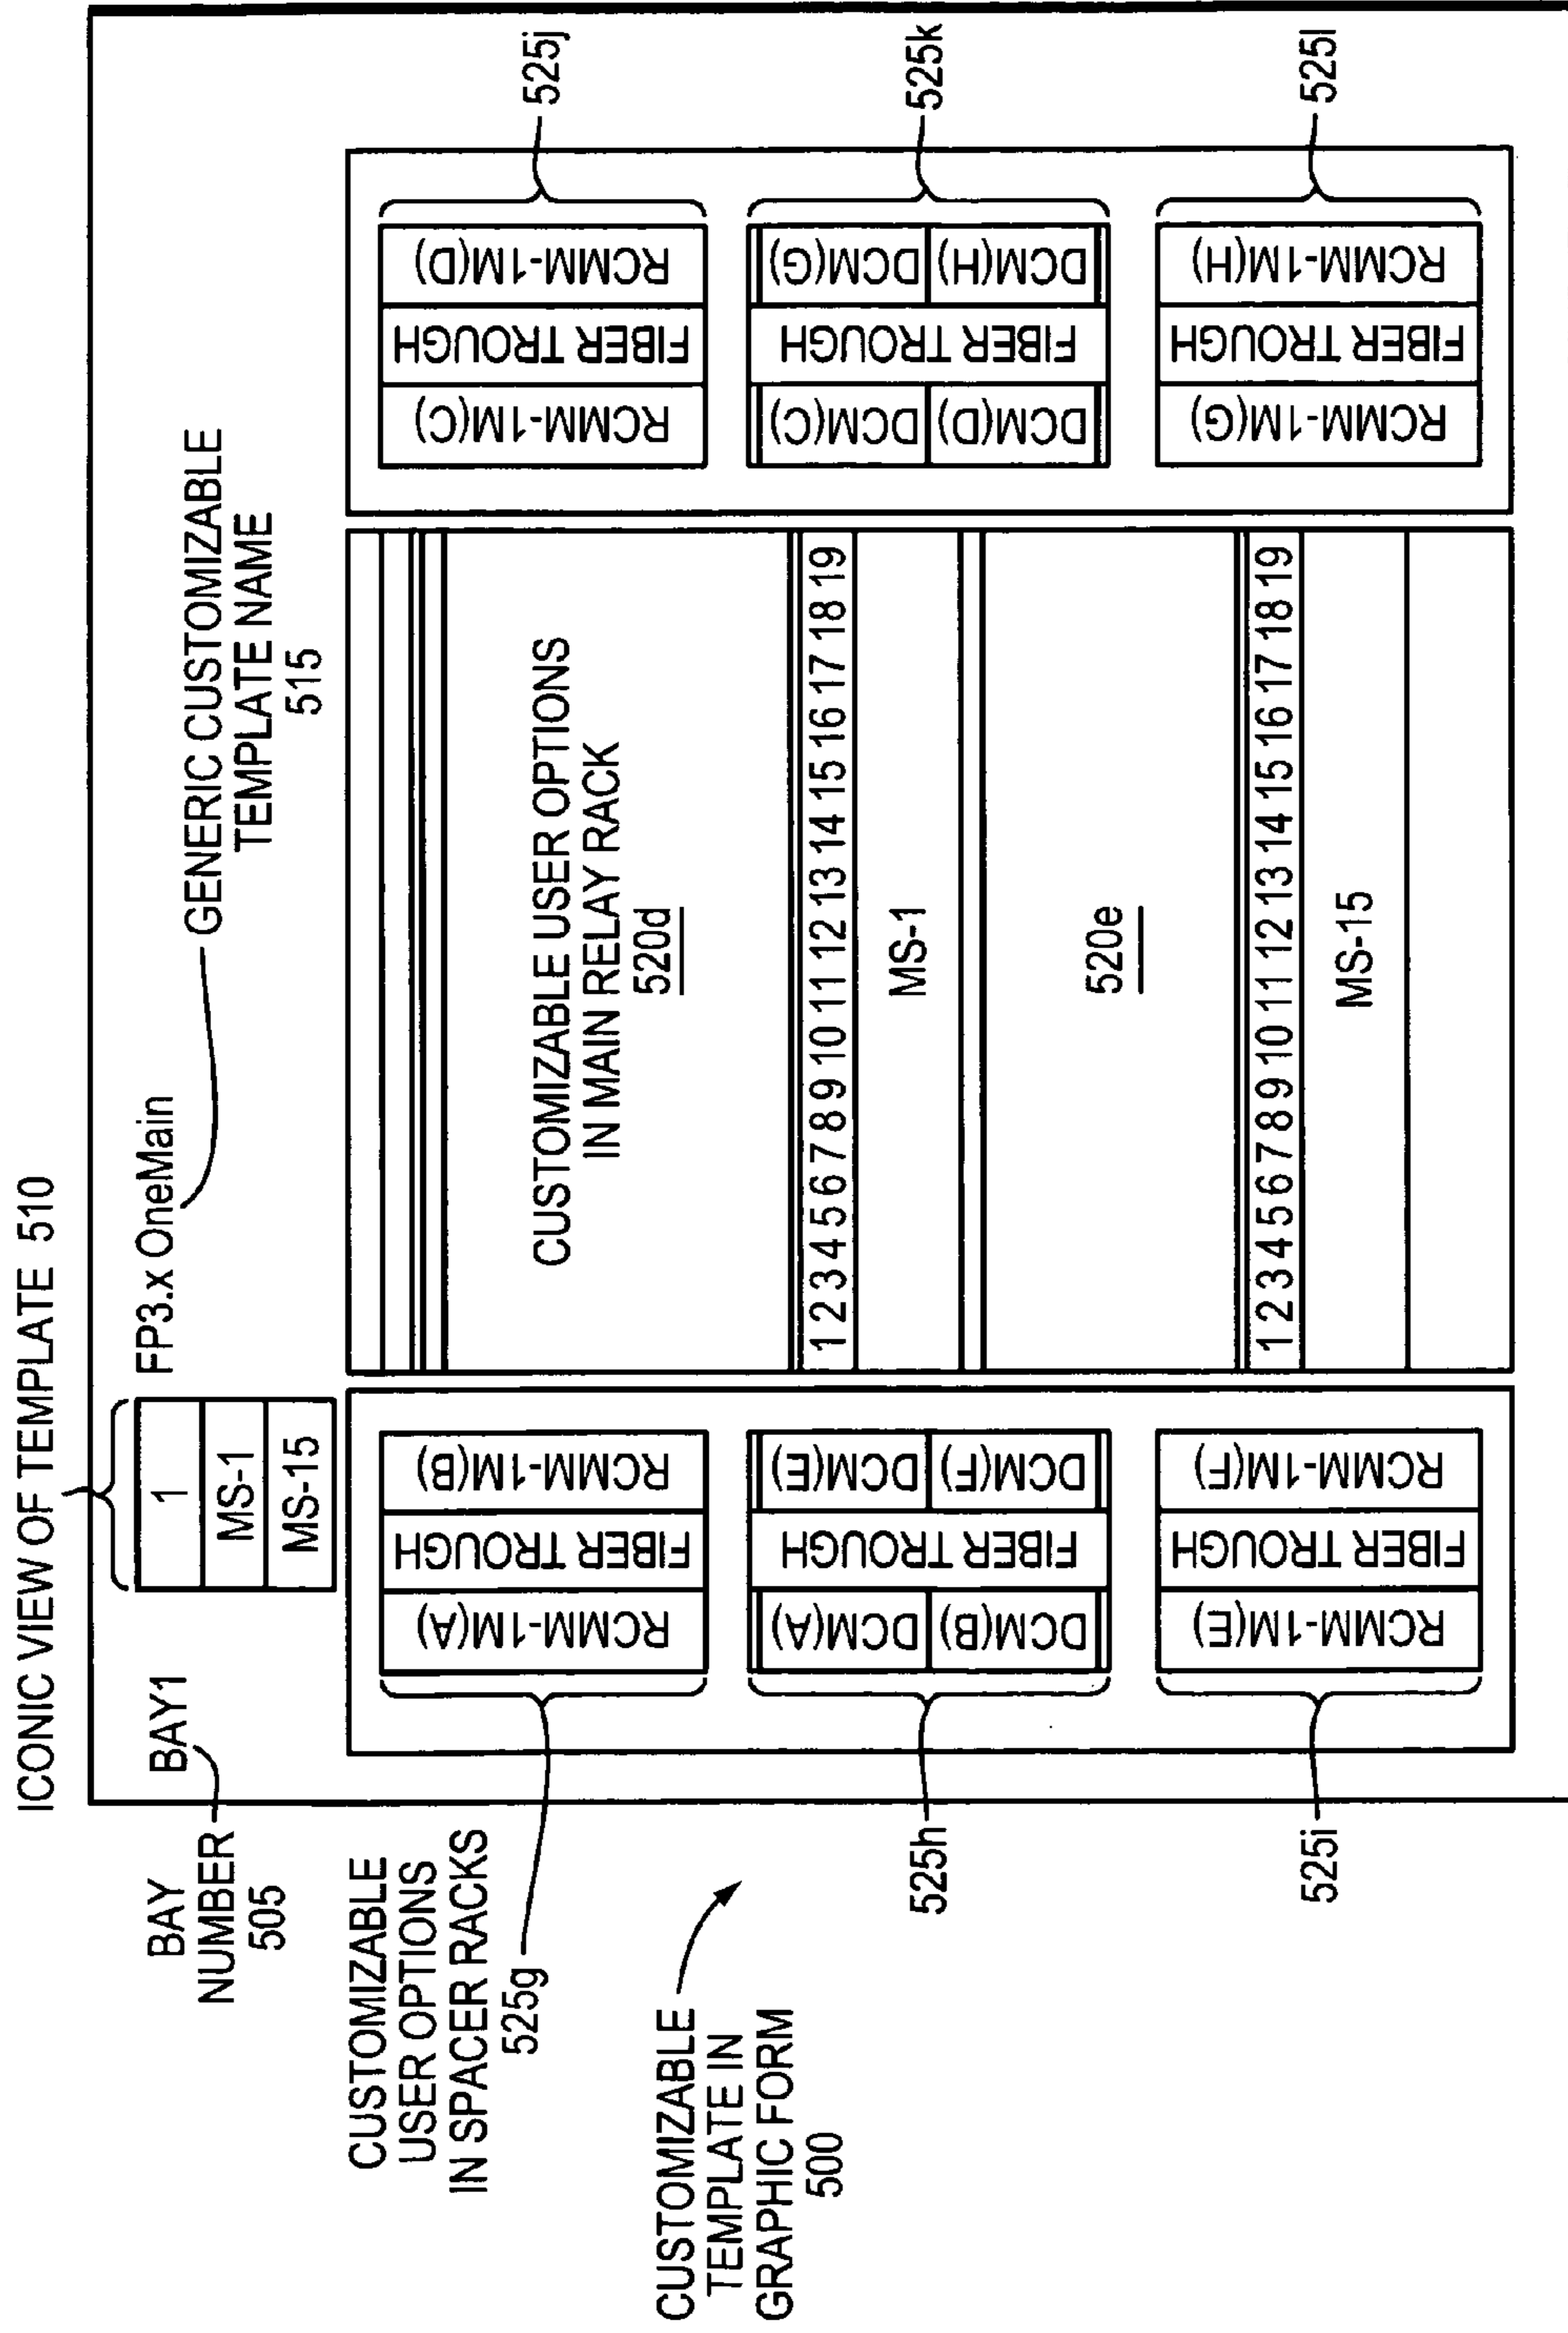 ICONIC VIEW OF TEMPLATE 510
BAY
NUMBER
505
BAY1
1
MS-1
MS-15
FP3.x OneMain
GENERIC CUSTOMIZABLE
TEMPLATE NAME
515
CUSTOMIZABLE
USER OPTIONS
IN SPACER RACKS
525g
RCMM-1M(A)
FIBER TROUGH
RCMM-1M(B)
CUSTOMIZABLE USER OPTIONS
IN MAIN RELAY RACK
520d
RCMM-1M(C)
FIBER TROUGH
RCMM-1M(D)
525j
CUSTOMIZABLE
TEMPLATE IN
GRAPHIC FORM
500
525h
DCM(A)
DCM(B)
FIBER TROUGH
DCM(E)
DCM(F)
1 2 3 4 5 6 7 8 9 10 11 12 13 14 15 16 17 18 19
MS-1
DCM(C)
DCM(D)
FIBER TROUGH
DCM(G)
DCM(H)
525k
520e
525i
RCMM-1M(E)
FIBER TROUGH
RCMM-1M(F)
1 2 3 4 5 6 7 8 9 10 11 12 13 14 15 16 17 18 19
MS-15
RCMM-1M(G)
FIBER TROUGH
RCMM-1M(H)
525l